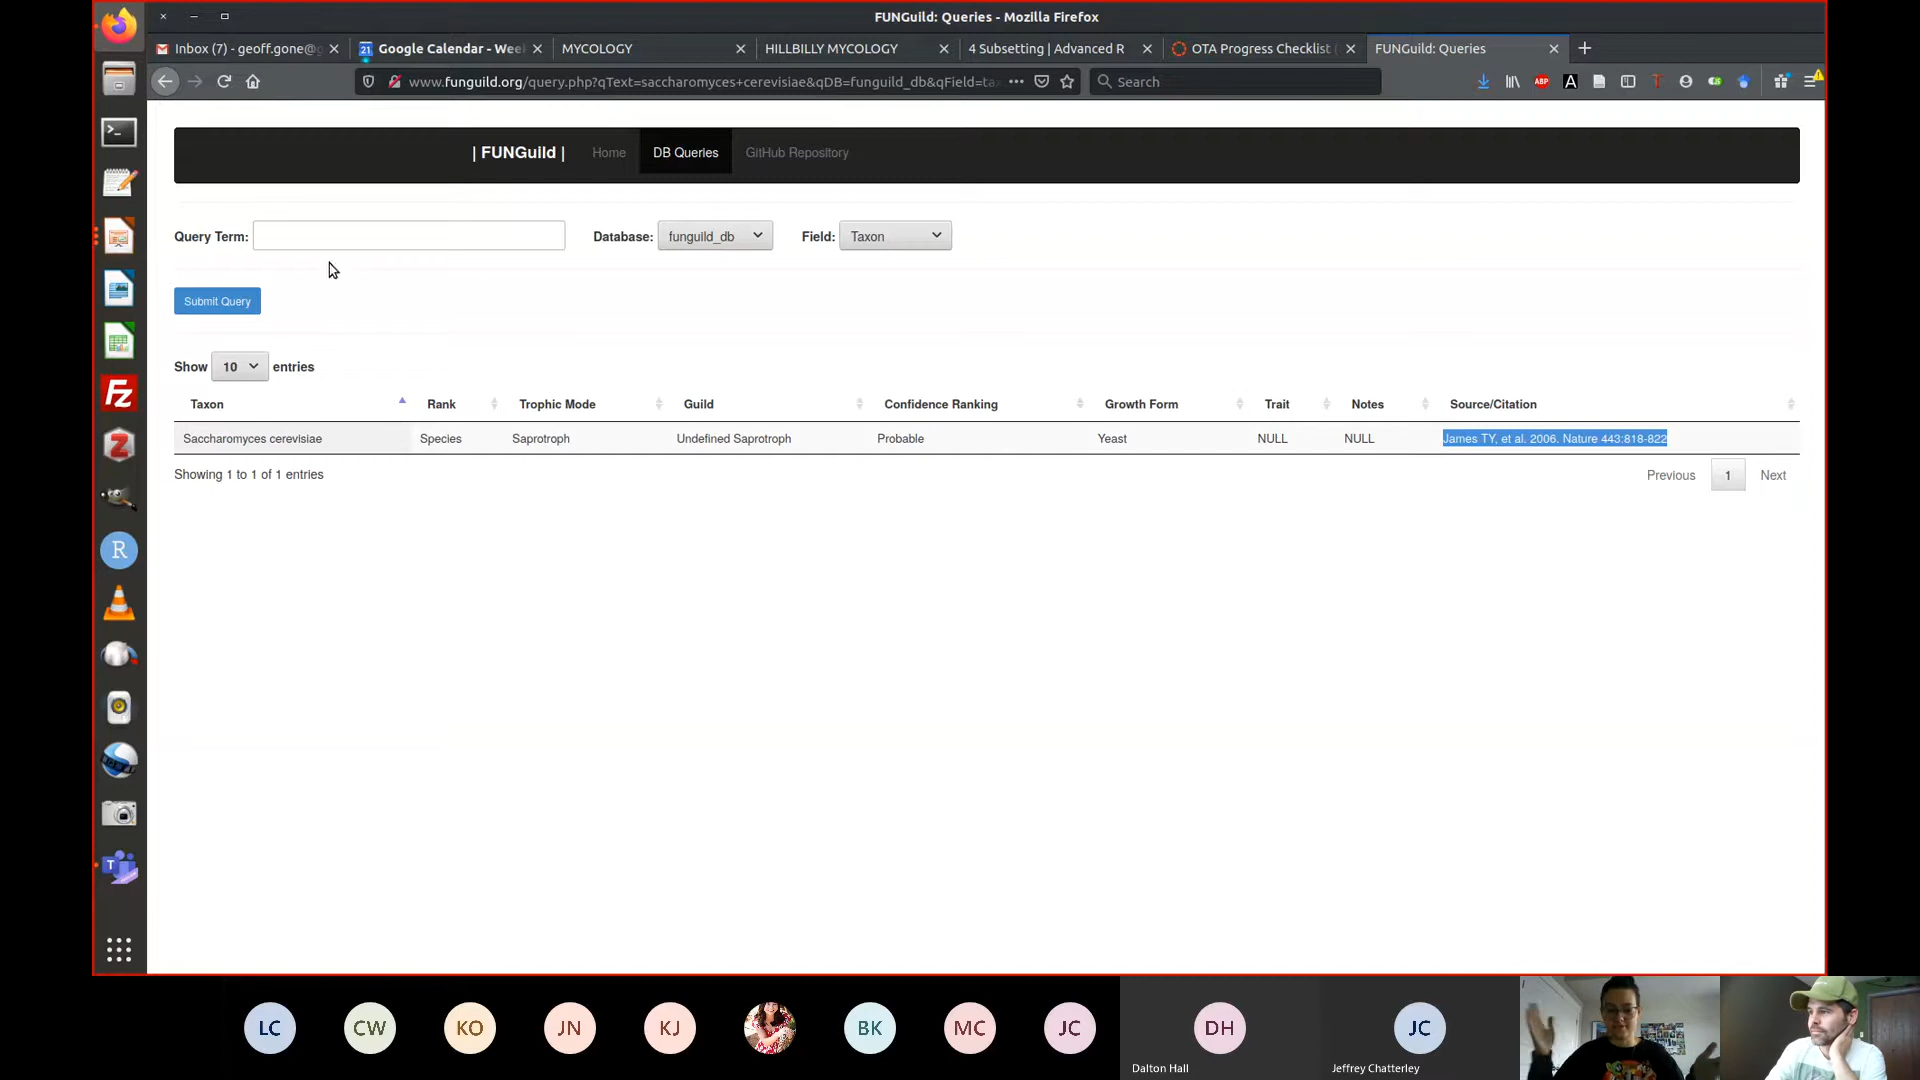 FUNGuild: Queries - Mozilla Firefox
Inbox (7) - geoff.gone@g
21 Google Calendar - Wee
MYCOLOGY
HILLBILLY MYCOLOGY
4 Subsetting | Advanced R
OTA Progress Checklist (
FUNGuild: Queries
www.funguild.org/query.php?qText=saccharomyces+cerevisiae&qDB=funguild_db&qField=ta
Search
ABP
| FUNGuild | Home DB Queries GitHub Repository
Query Term: Database: funguild_db Field: Taxon
Submit Query
Show 10 entries
Taxon Rank Trophic Mode Guild Confidence Ranking Growth Form Trait Notes Source/Citation
Saccharomyces cerevisiae Species Saprotroph Undefined Saprotroph Probable Yeast NULL NULL James TY, et al. 2006. Nature 443:818-822
Showing 1 to 1 of 1 entries
Previous 1 Next
LC CW KO JN KJ BK MC JC DH JC
Dalton Hall
Jeffrey Chatterley